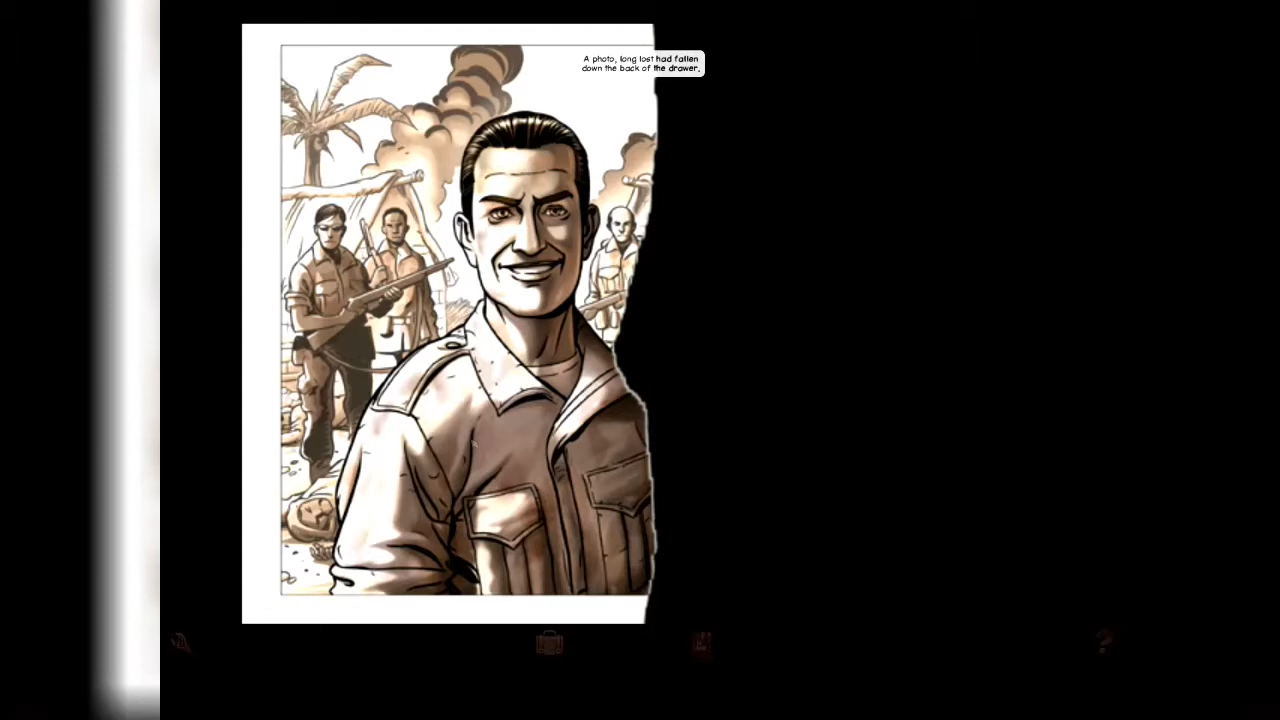 A photo, long lost had fallen
down the back of the drawer.